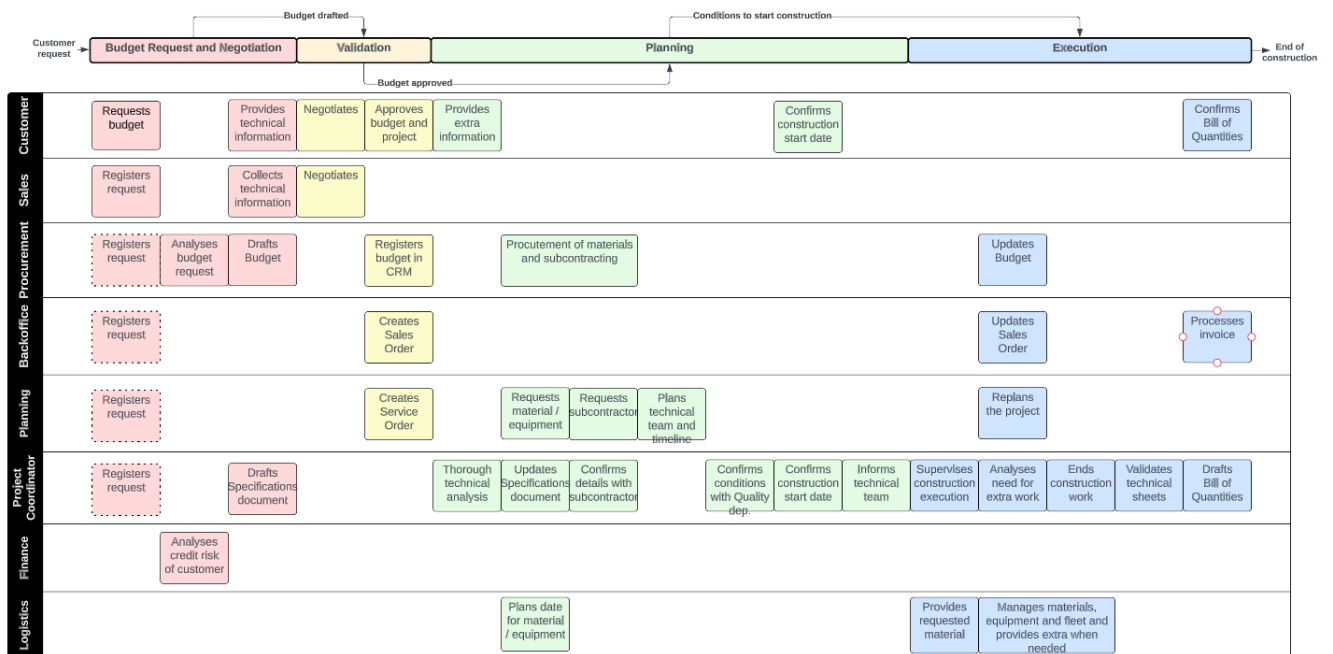 Budget drafted
Conditions to start construction
Customer
request
Budget Request and Negotiation
Validation
Planning
Execution
End of
construction
Budget approved
Customer
Requests
budget
Provides
technical
information
Negotiates
Approves
budget and
project
Provides
extra
information
Confirms
construction
start date
Confirms
Bill of
Quantities
Sales
Registers
request
Collects
technical
information
Negotiates
Procurement
Registers
request
Analyses
budget
request
Drafts
Budget
Registers
budget in
CRM
Procutement of materials
and subcontracting
Updates
Budget
Backoffice
Registers
request
Creates
Sales
Order
Updates
Sales
Order
Processes
invoice
Planning
Registers
request
Creates
Service
Order
Requests
material /
equipment
Requests
subcontractor
Plans
technical
team and
timeline
Replans
the project
Project
Coordinator
Registers
request
Drafts
Specifications
document
Thorough
technical
analysis
Updates
Specifications
document
Confirms
details with
subcontractor
Confirms
conditions
with Quality
dep.
Confirms
construction
start date
Informs
technical
team
Supervises
construction
execution
Analyses
need for
extra work
Ends
construction
work
Validates
technical
sheets
Drafts
Bill of
Quantities
Finance
Analyses
credit risk
of customer
Logistics
Plans date
for material
/ equipment
Provides
requested
material
Manages materials,
equipment and fleet and
provides extra when
needed